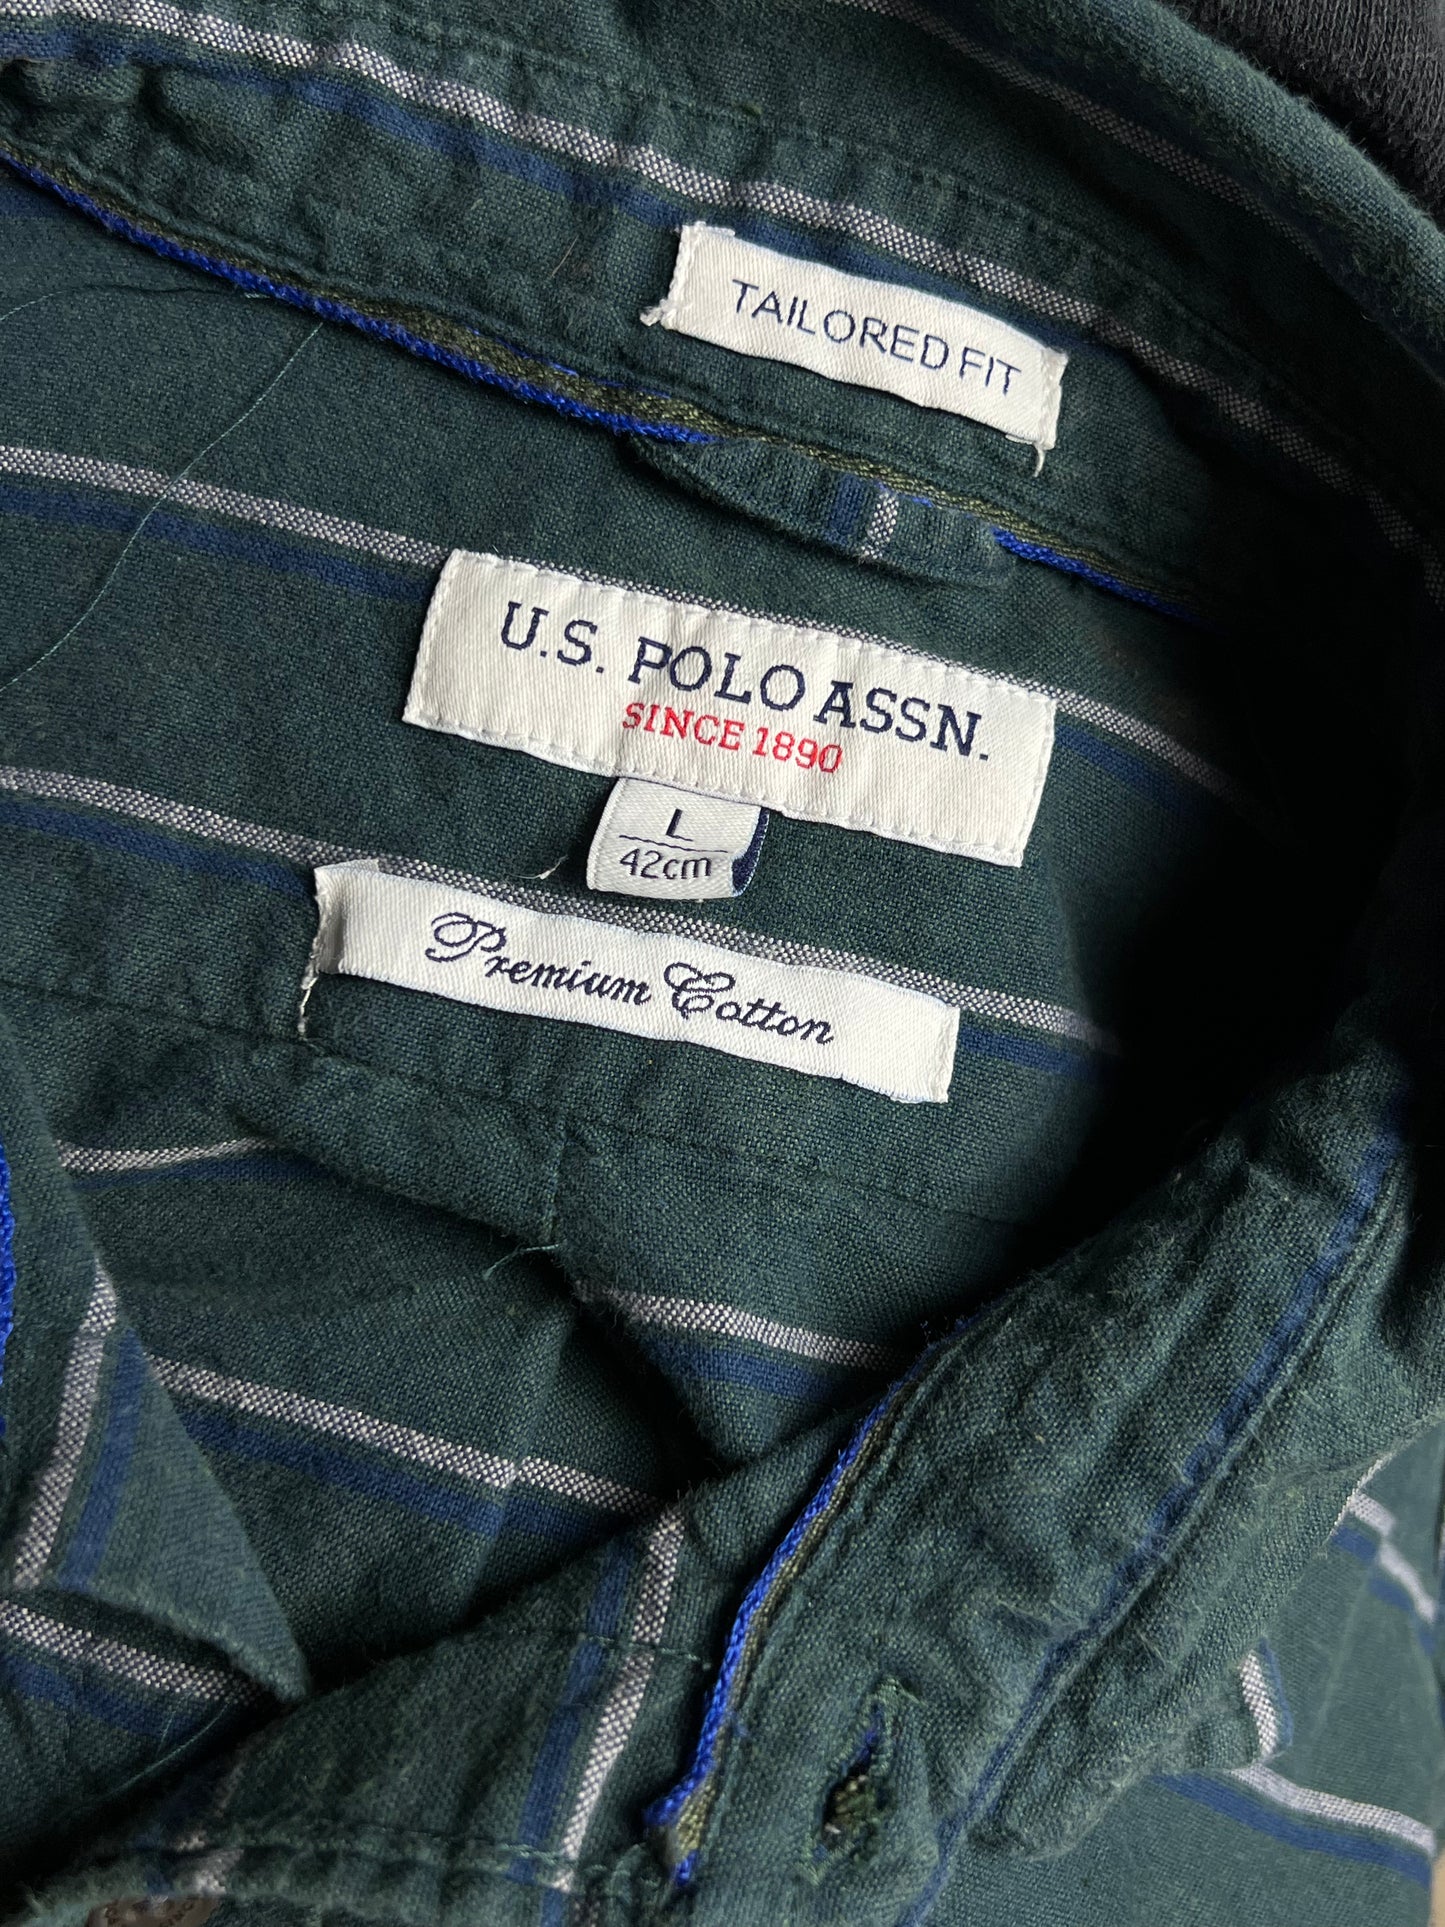 TAILORED FIT
U.S. POLO ASSN.
SINCE 1890
L
42cm
Premium Cotton